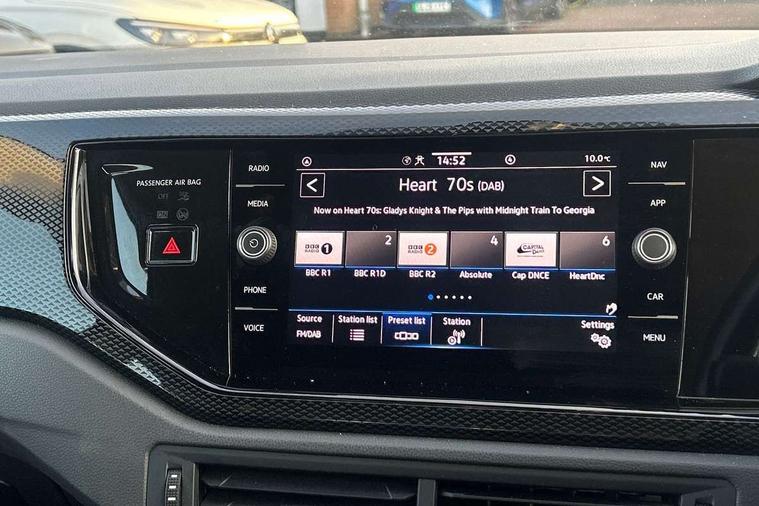 PASSENGER AIR BAG
OFF
ON
RADIO
MEDIA
PHONE
VOICE
14:52
10.0°C
Heart 70s (DAB)
Now on Heart 70s: Gladys Knight & The Pips with Midnight Train To Georgia
BBC RADIO 1
2
BBC RADIO 2
4
CAPITAL DANCE
6
BBC R1
BBC R1D
BBC R2
Absolute
Cap DNCE
HeartDnc
Source
FM/DAB
Station list
Preset list
Station
Settings
NAV
APP
CAR
MENU